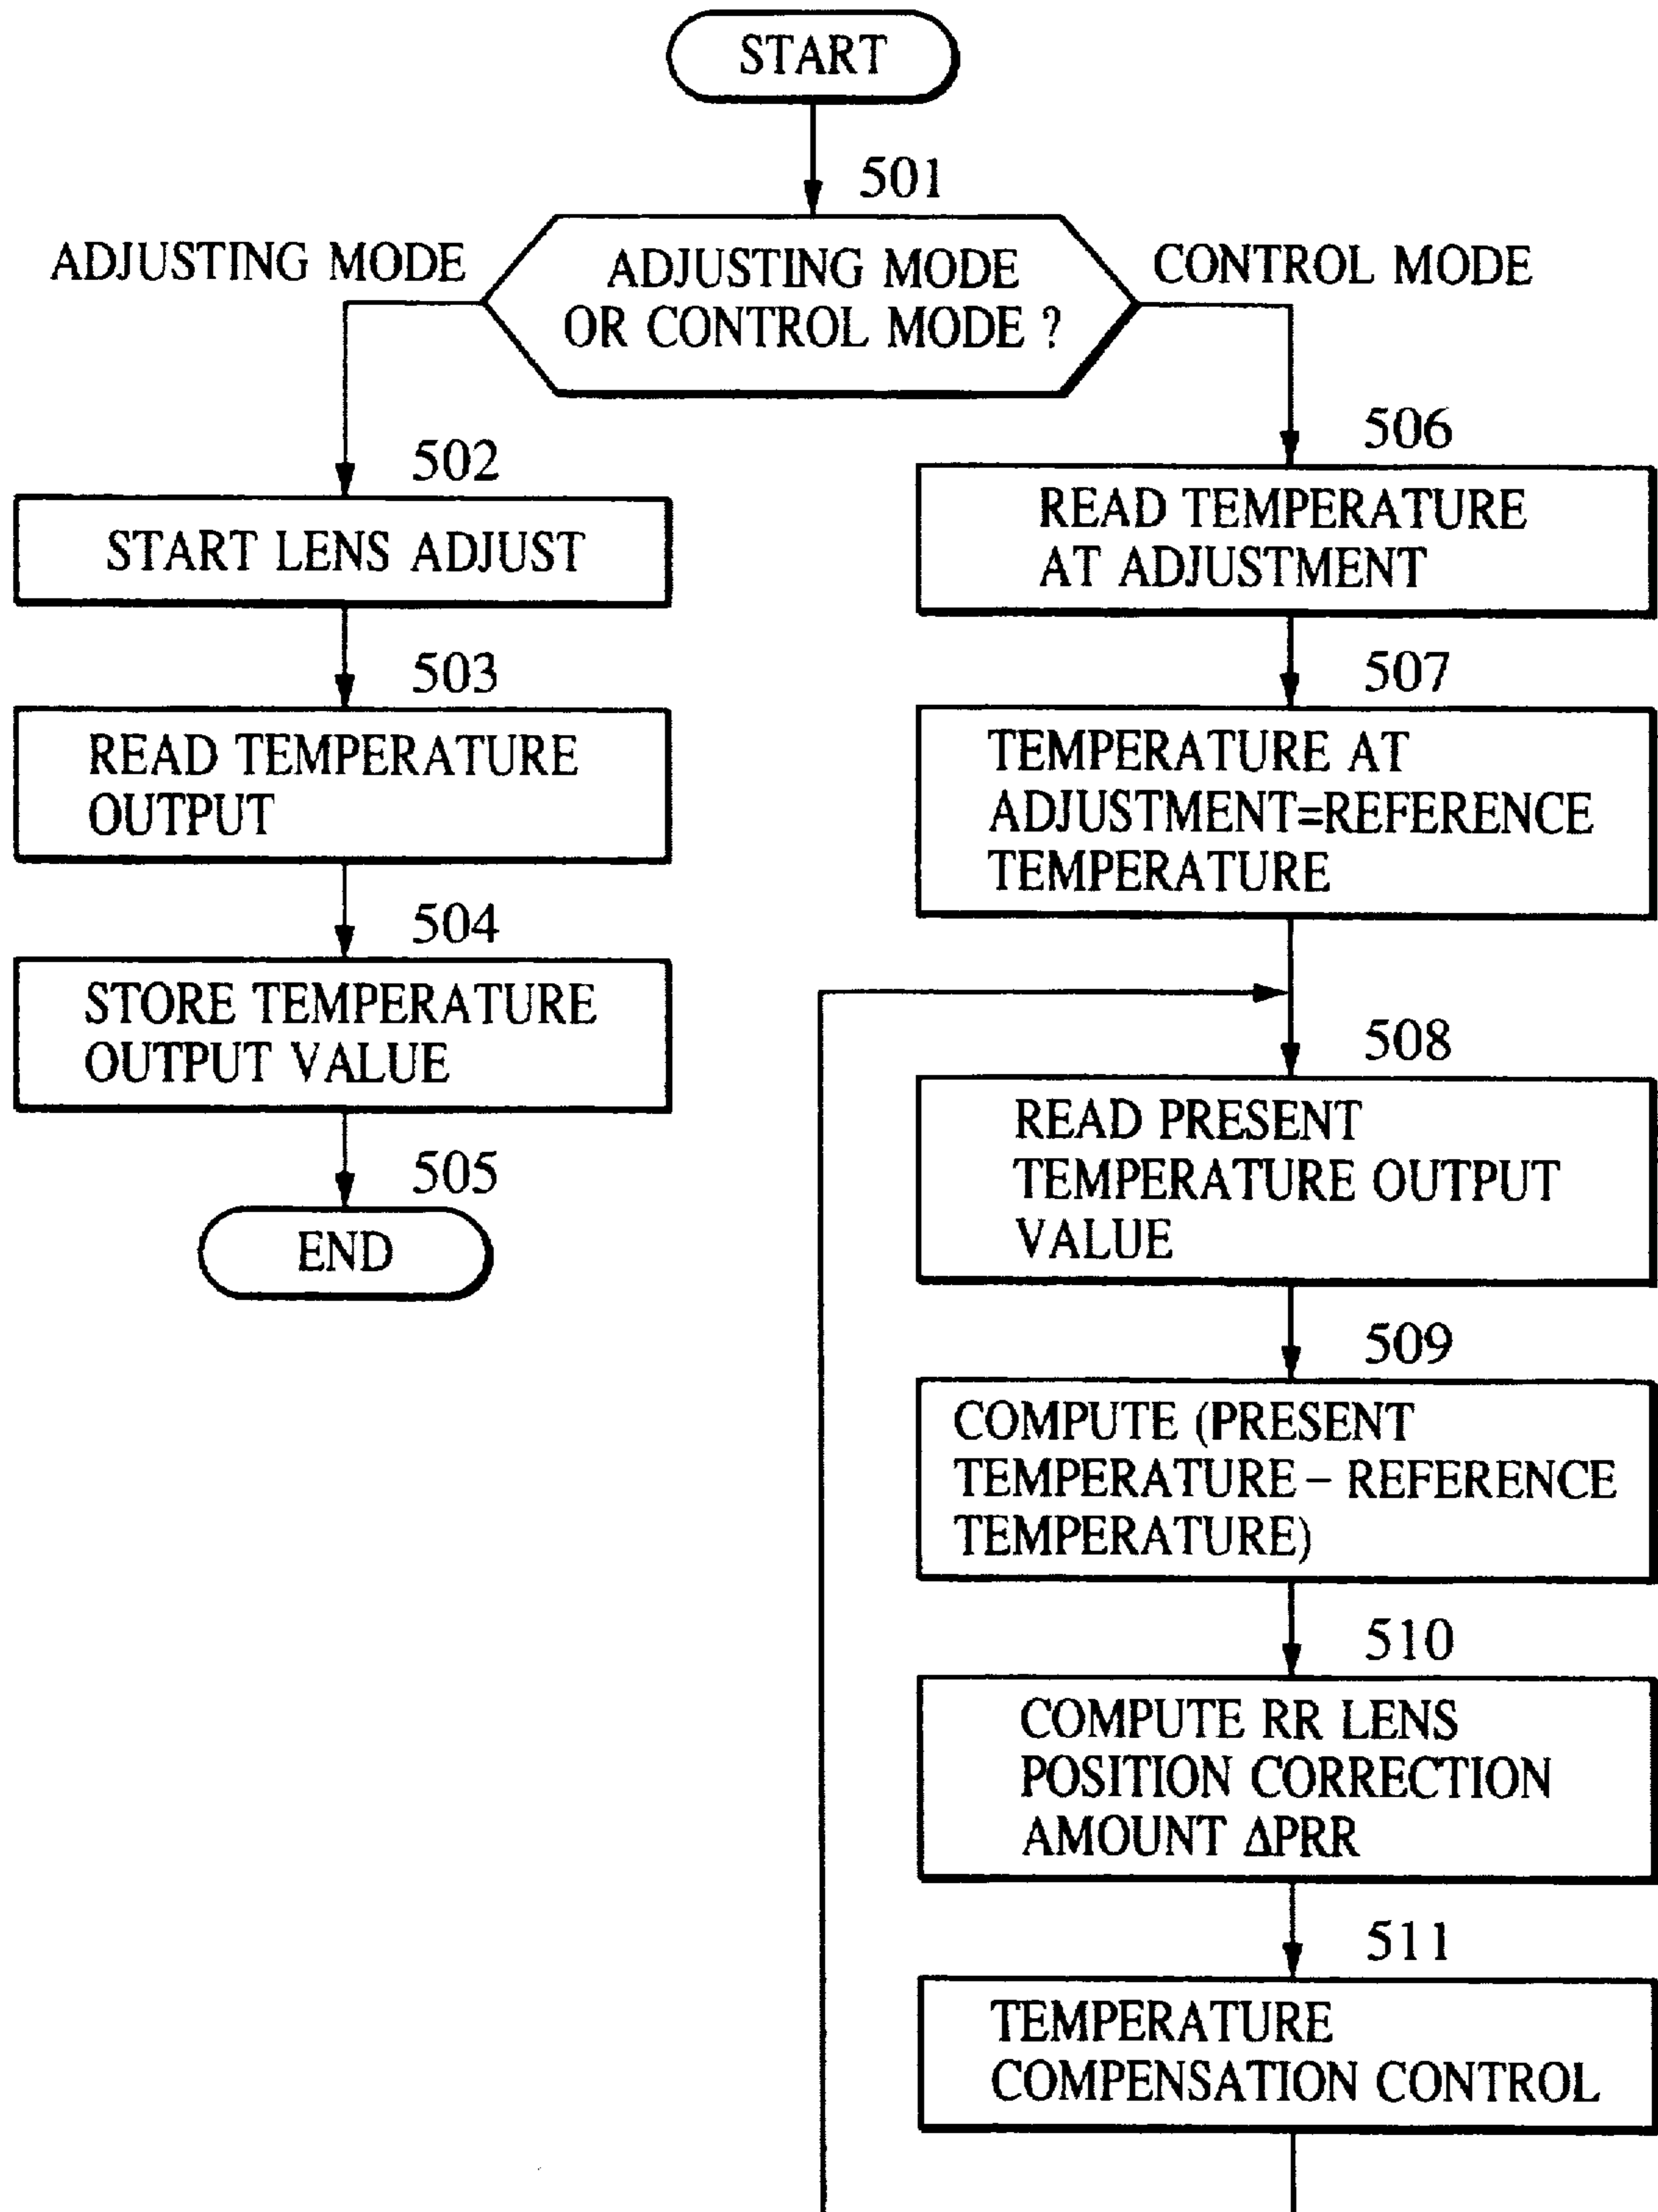 START
501
ADJUSTING MODE
ADJUSTING MODE
OR CONTROL MODE ?
CONTROL MODE
502
START LENS ADJUST
503
READ TEMPERATURE
OUTPUT
504
STORE TEMPERATURE
OUTPUT VALUE
505
END
506
READ TEMPERATURE
AT ADJUSTMENT
507
TEMPERATURE AT
ADJUSTMENT=REFERENCE
TEMPERATURE
508
READ PRESENT
TEMPERATURE OUTPUT
VALUE
509
COMPUTE (PRESENT
TEMPERATURE – REFERENCE
TEMPERATURE)
510
COMPUTE RR LENS
POSITION CORRECTION
AMOUNT ΔPRR
511
TEMPERATURE
COMPENSATION CONTROL